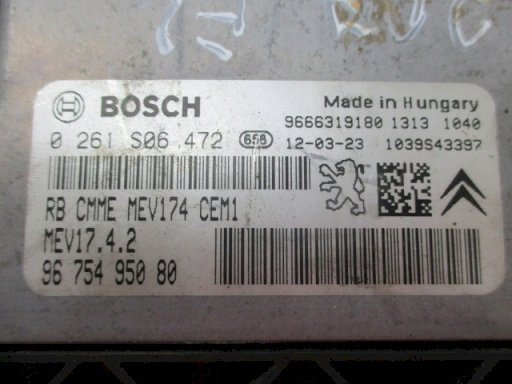 BOSCH
Made in Hungary
9666319180 1313 1040
0 261 S06 472 658 12-03-23 1039S43397
RB CMME MEV174 CEM1
MEV17.4.2
96 754 950 80